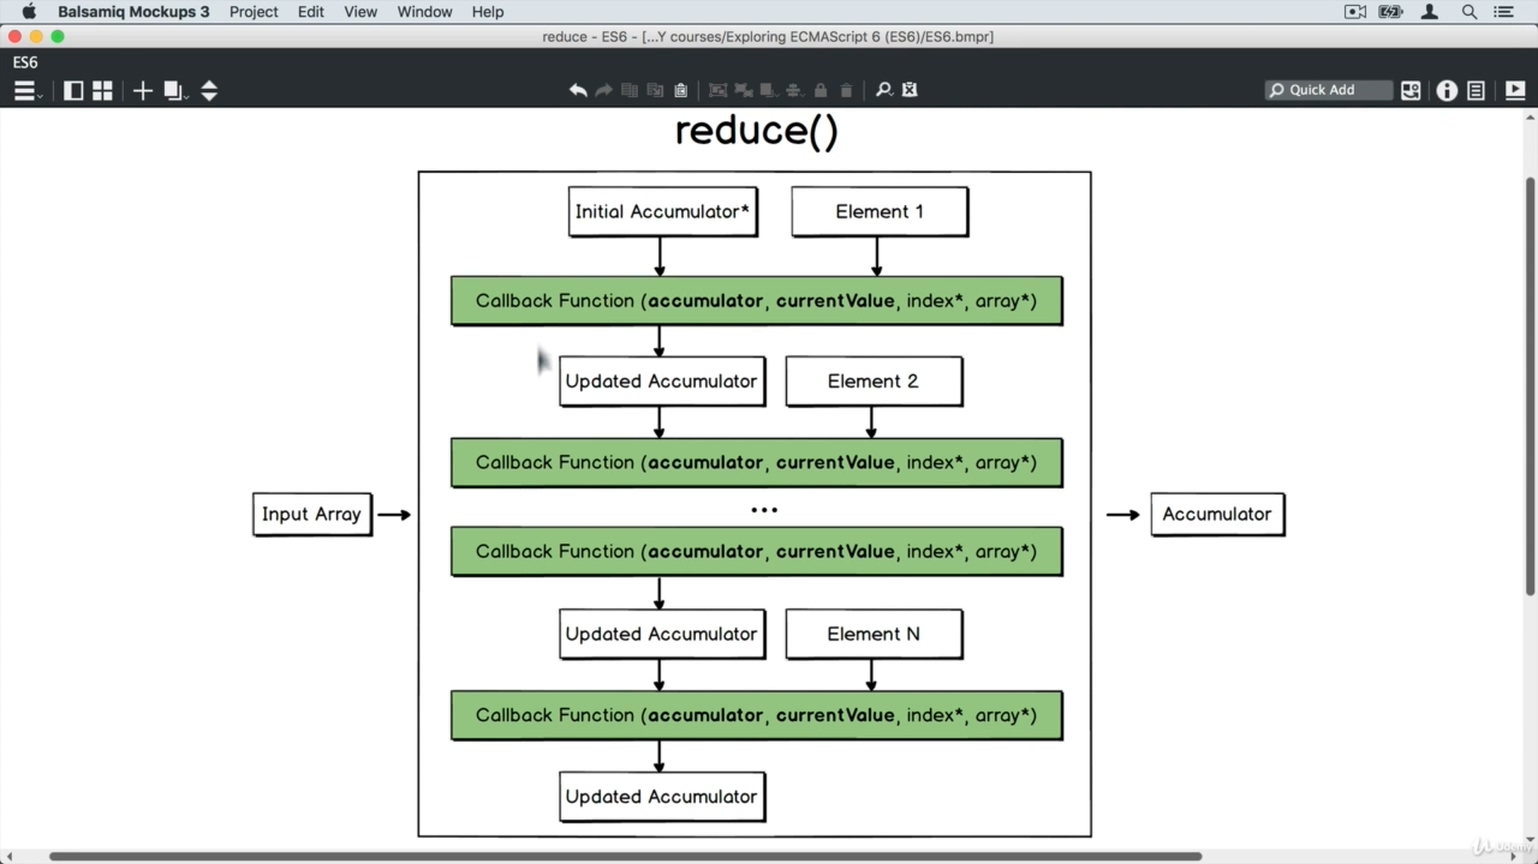 Balsamiq Mockups 3 Project Edit View Window Help
reduce - ES6 - [...Y courses/Exploring ECMAScript 6 (ES6)/ES6.bmpr]
ES6
Quick Add
reduce()
Initial Accumulator* Element 1
Callback Function (accumulator, currentValue, index*, array*)
Updated Accumulator Element 2
Callback Function (accumulator, currentValue, index*, array*)
Input Array ... Accumulator
Callback Function (accumulator, currentValue, index*, array*)
Updated Accumulator Element N
Callback Function (accumulator, currentValue, index*, array*)
Updated Accumulator
Udemy